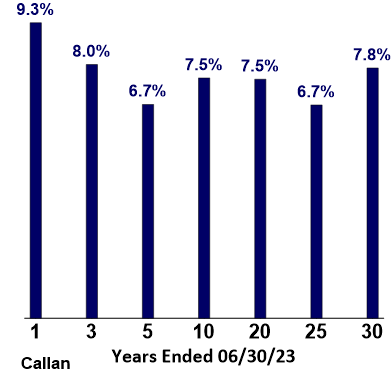 9.3%
8.0%
6.7%
7.5%
7.5%
6.7%
7.8%
1 3 5 10 20 25 30
Years Ended 06/30/23
Callan